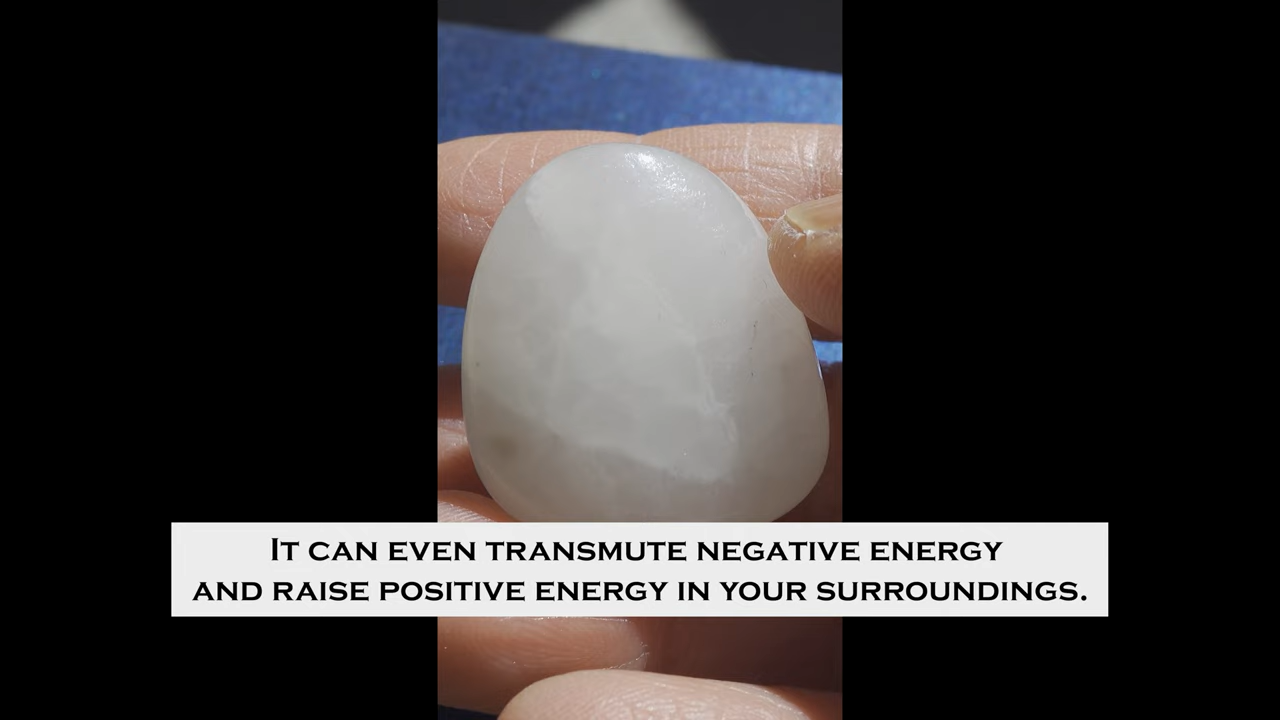 It can even transmute negative energy
and raise positive energy in your surroundings.